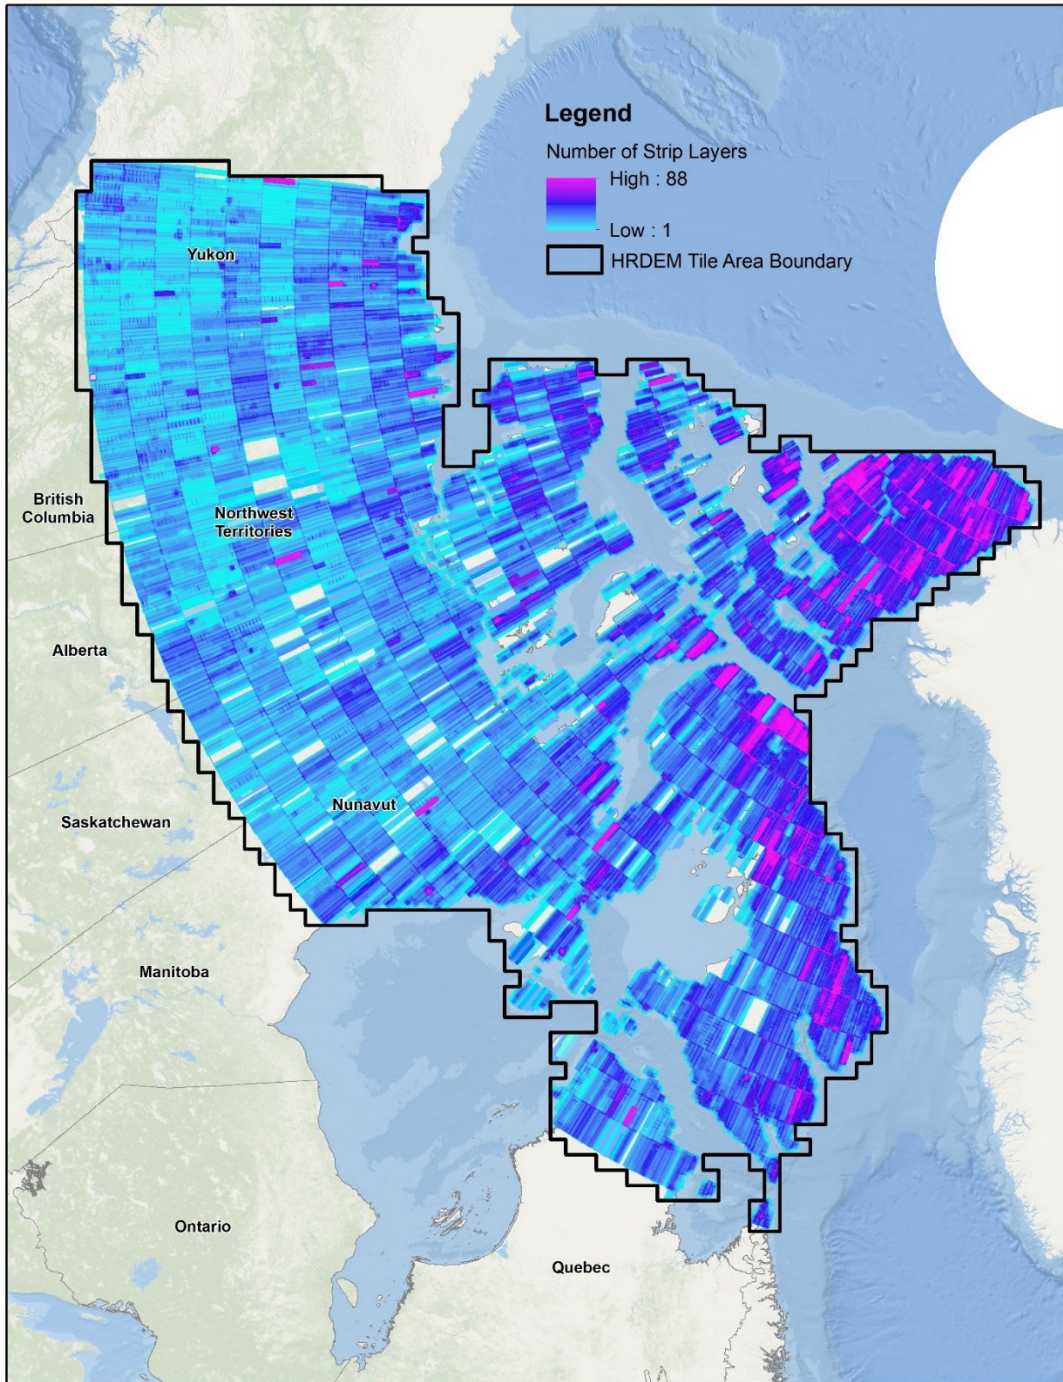 Legend
Number of Strip Layers
High : 88
Low : 1
HRDEM Tile Area Boundary
Yukon
British
Columbia
Northwest
Territories
Alberta
Nunavut
Saskatchewan
Manitoba
Ontario
Quebec